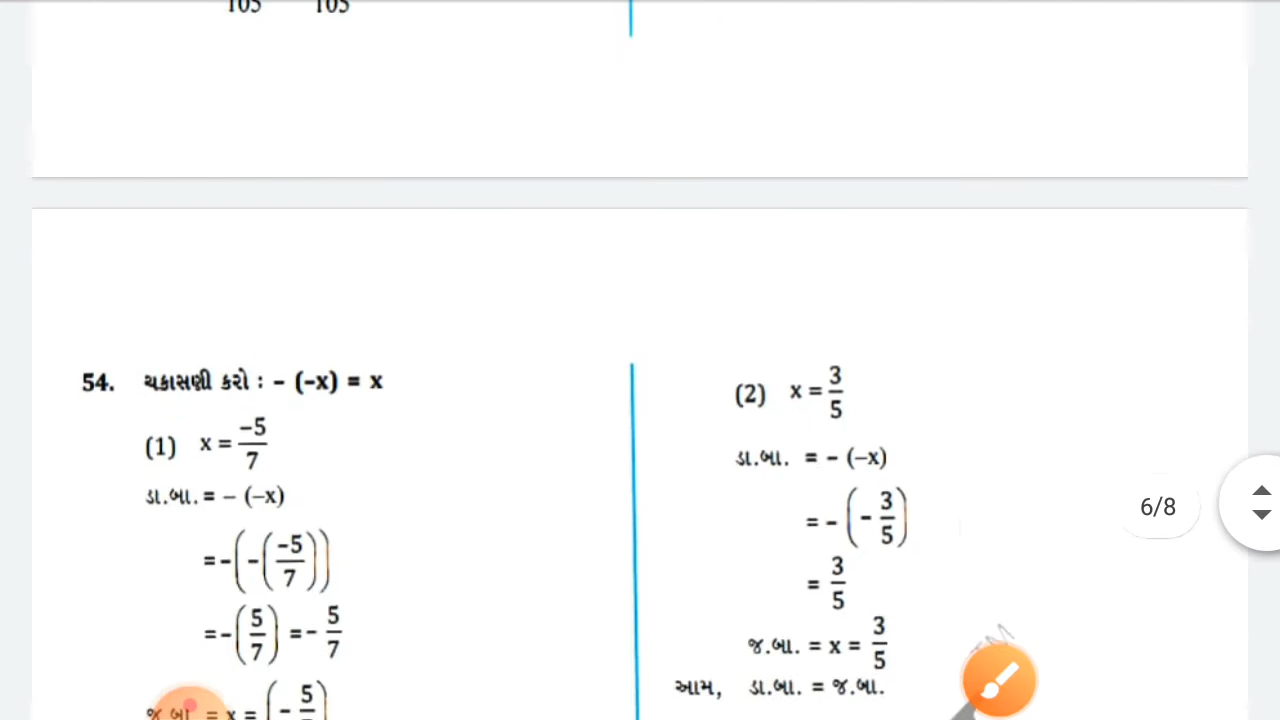 105 105
54. ચકાસણી કરો : - (-x) = x
(1) x = -5/7
ડા.બા. = - (-x)
= -(-(-5/7))
= -(5/7) = - 5/7
જ બા = x = (- 5/
(2) x = 3/5
ડા.બા. = - (-x)
= - (- 3/5)
= 3/5
જ.બા. = x = 3/5
આમ, ડા.બા. = જ.બા.
6/8